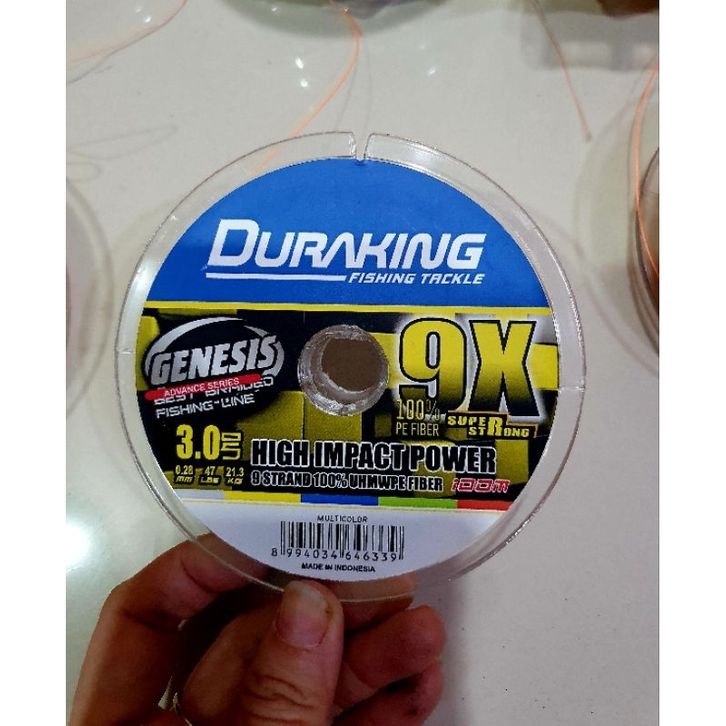 DURAKING
FISHING TACKLE
GENESIS
ADVANCE SERIES
BEST BRAIDED
FISHING-LINE
9X
100%
PE FIBER
SUPER
STRONG
3.0
0.28 MM
47 LBS
21.3 KG
HIGH IMPACT POWER
9 STRAND 100% UHMWPE FIBER
100M
MULTICOLOR
8 994034 646339
MADE IN INDONESIA